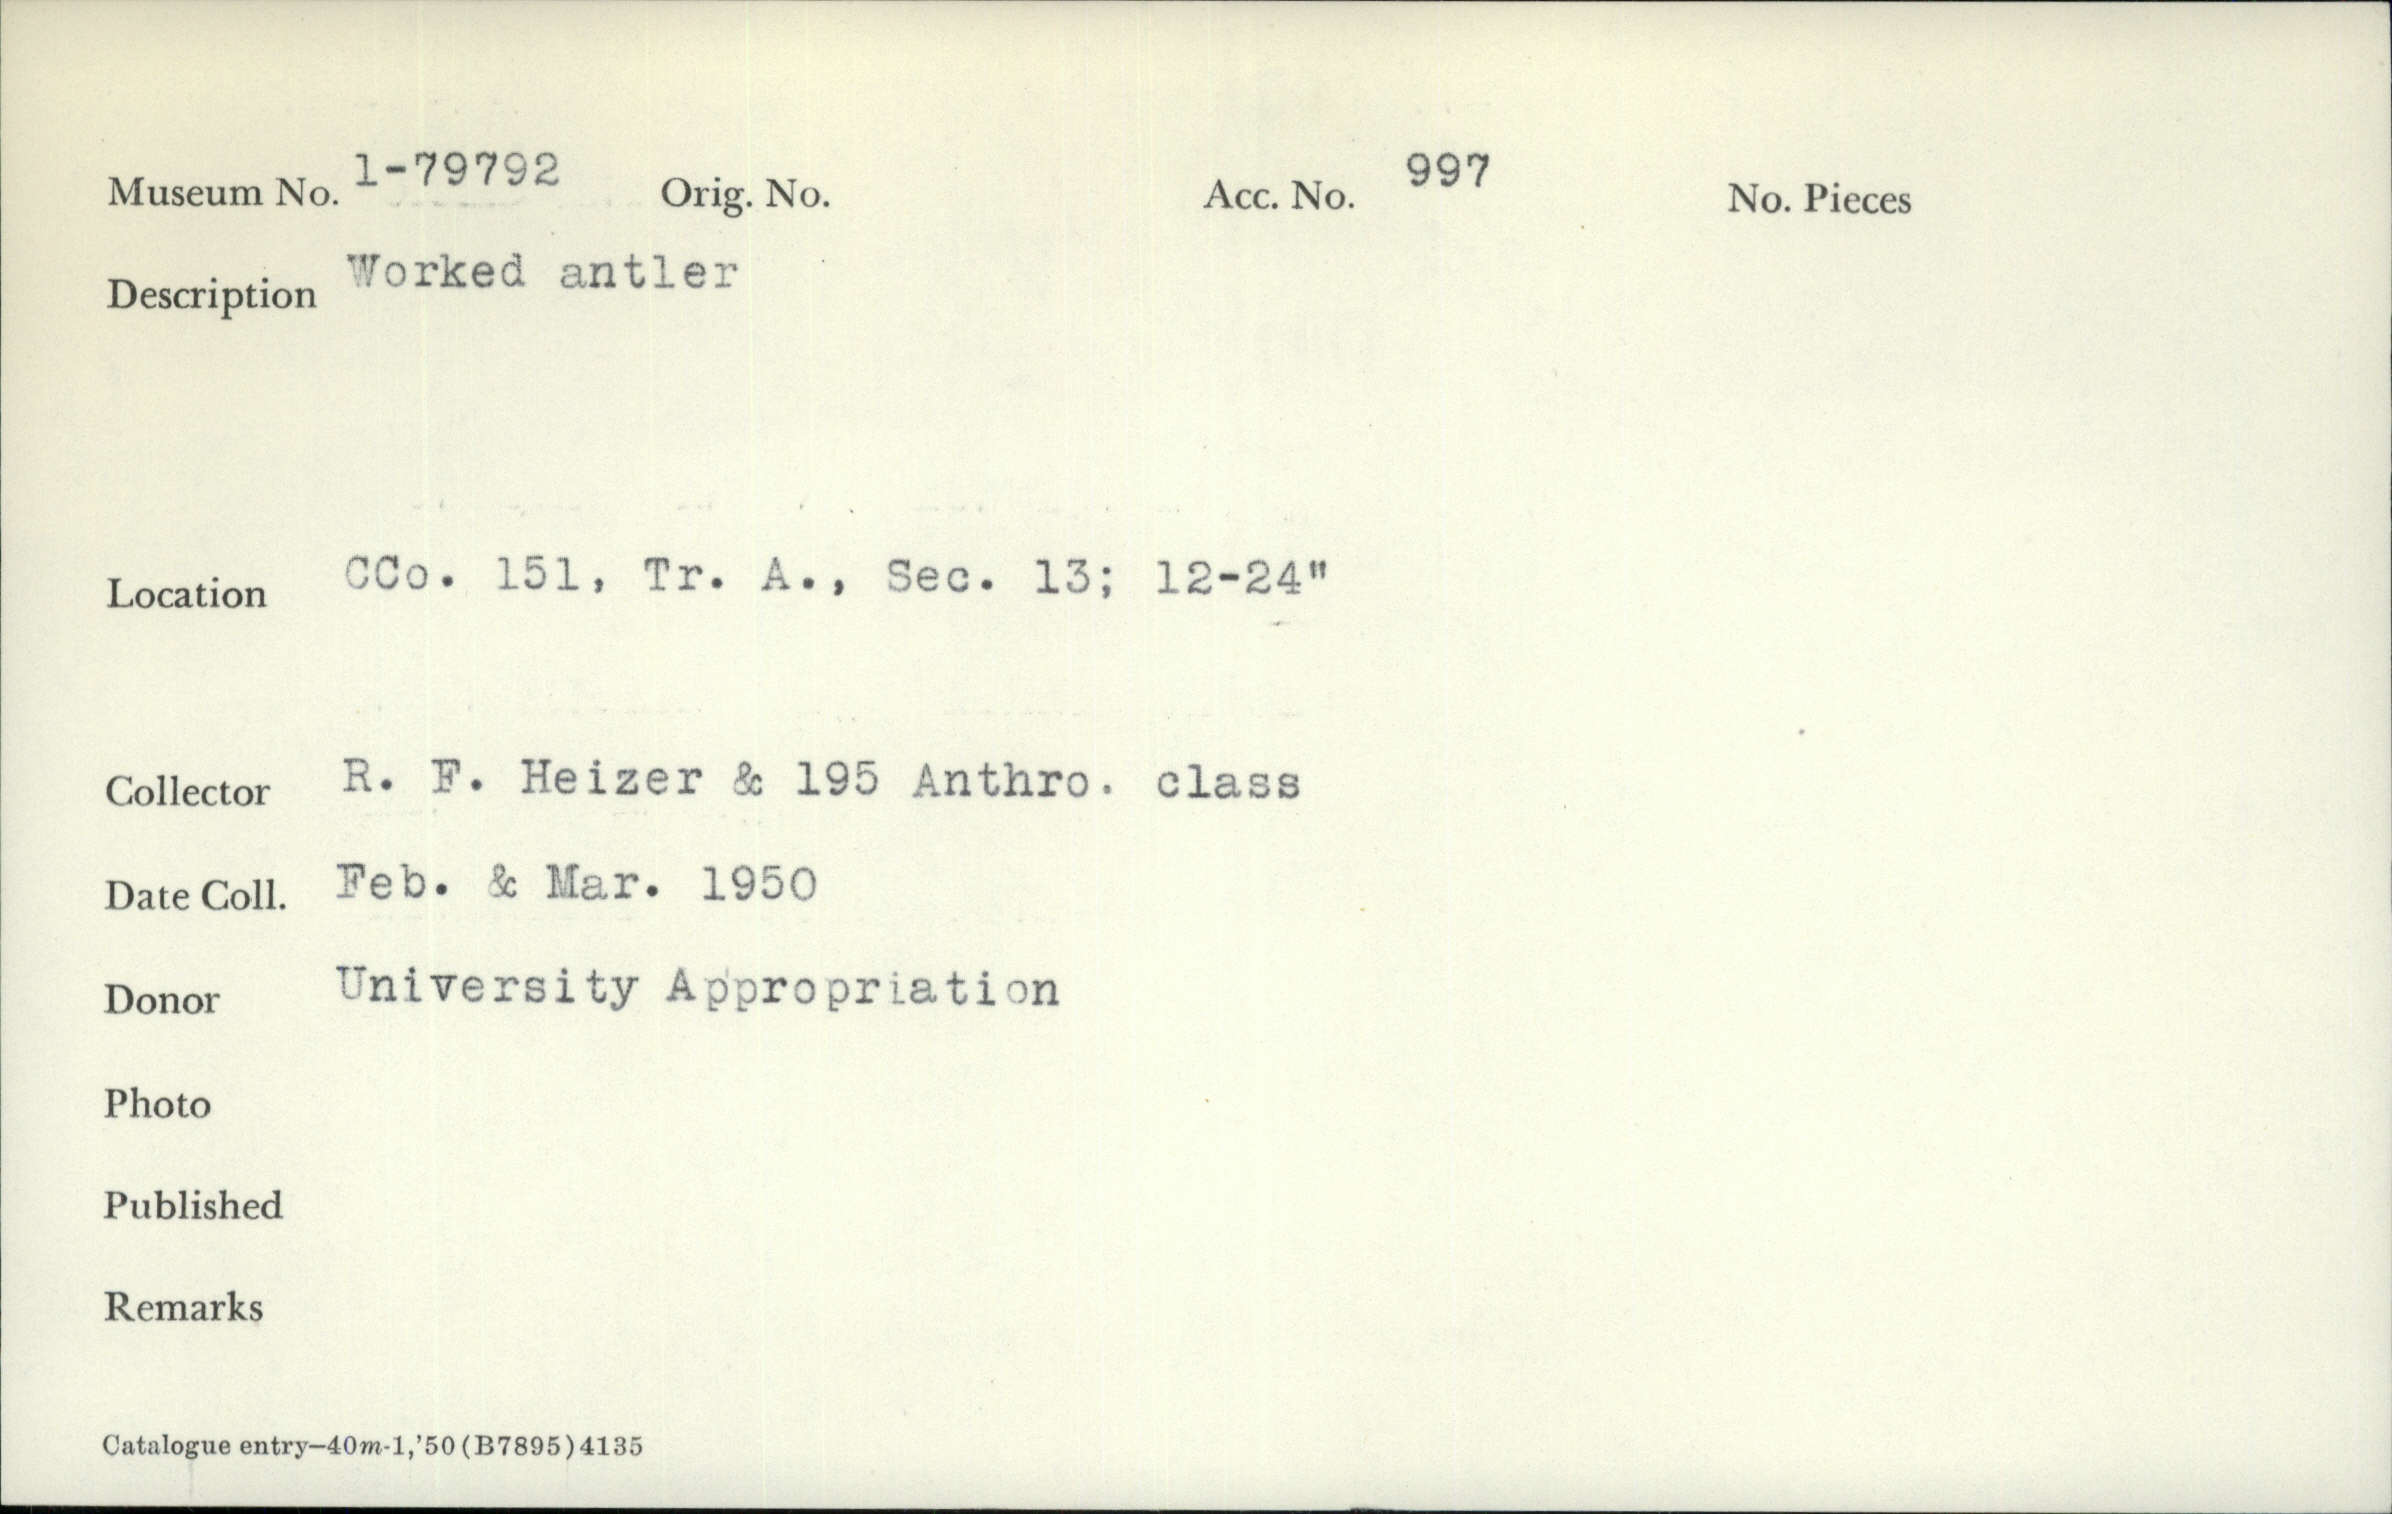 Museum No. 1-79792 Orig. No. Acc. No. 997 No. Pieces
Description Worked antler
Location CCo. 151, Tr. A., Sec. 13; 12-24"
Collector R. F. Heizer & 195 Anthro. class
Date Coll. Feb. & Mar. 1950
Donor University Appropriation
Photo
Published
Remarks
Catalogue entry—40m-1,'50(B7895)4135